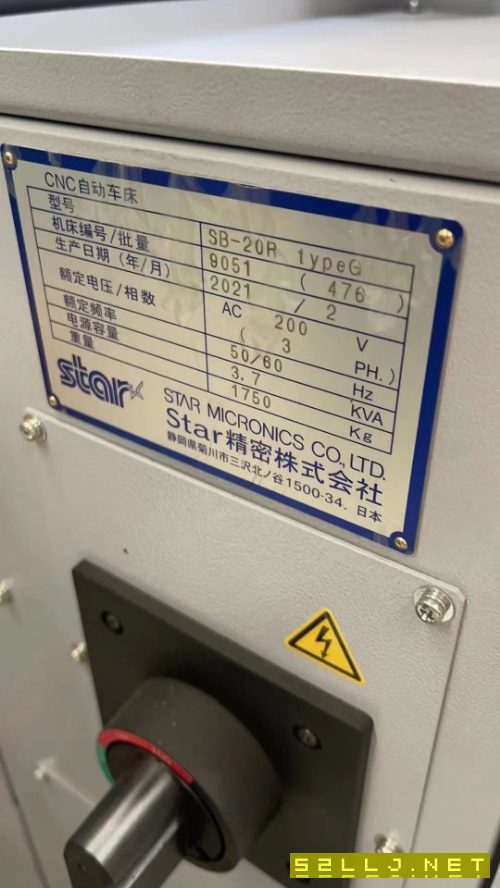 CNC自动车床
型号 SB-20R typeG
机床编号/批量 9051 ( 476 )
生产日期 (年/月) 2021 / 2
额定电压/相数 AC 200 V
( 3 PH.)
额定频率 50/60 Hz
电源容量 3.7 KVA
重量 1750 Kg
star
STAR MICRONICS CO., LTD.
Star精密株式会社
静岡県菊川市三沢北ノ谷1500-34. 日本
52LLJ.NET